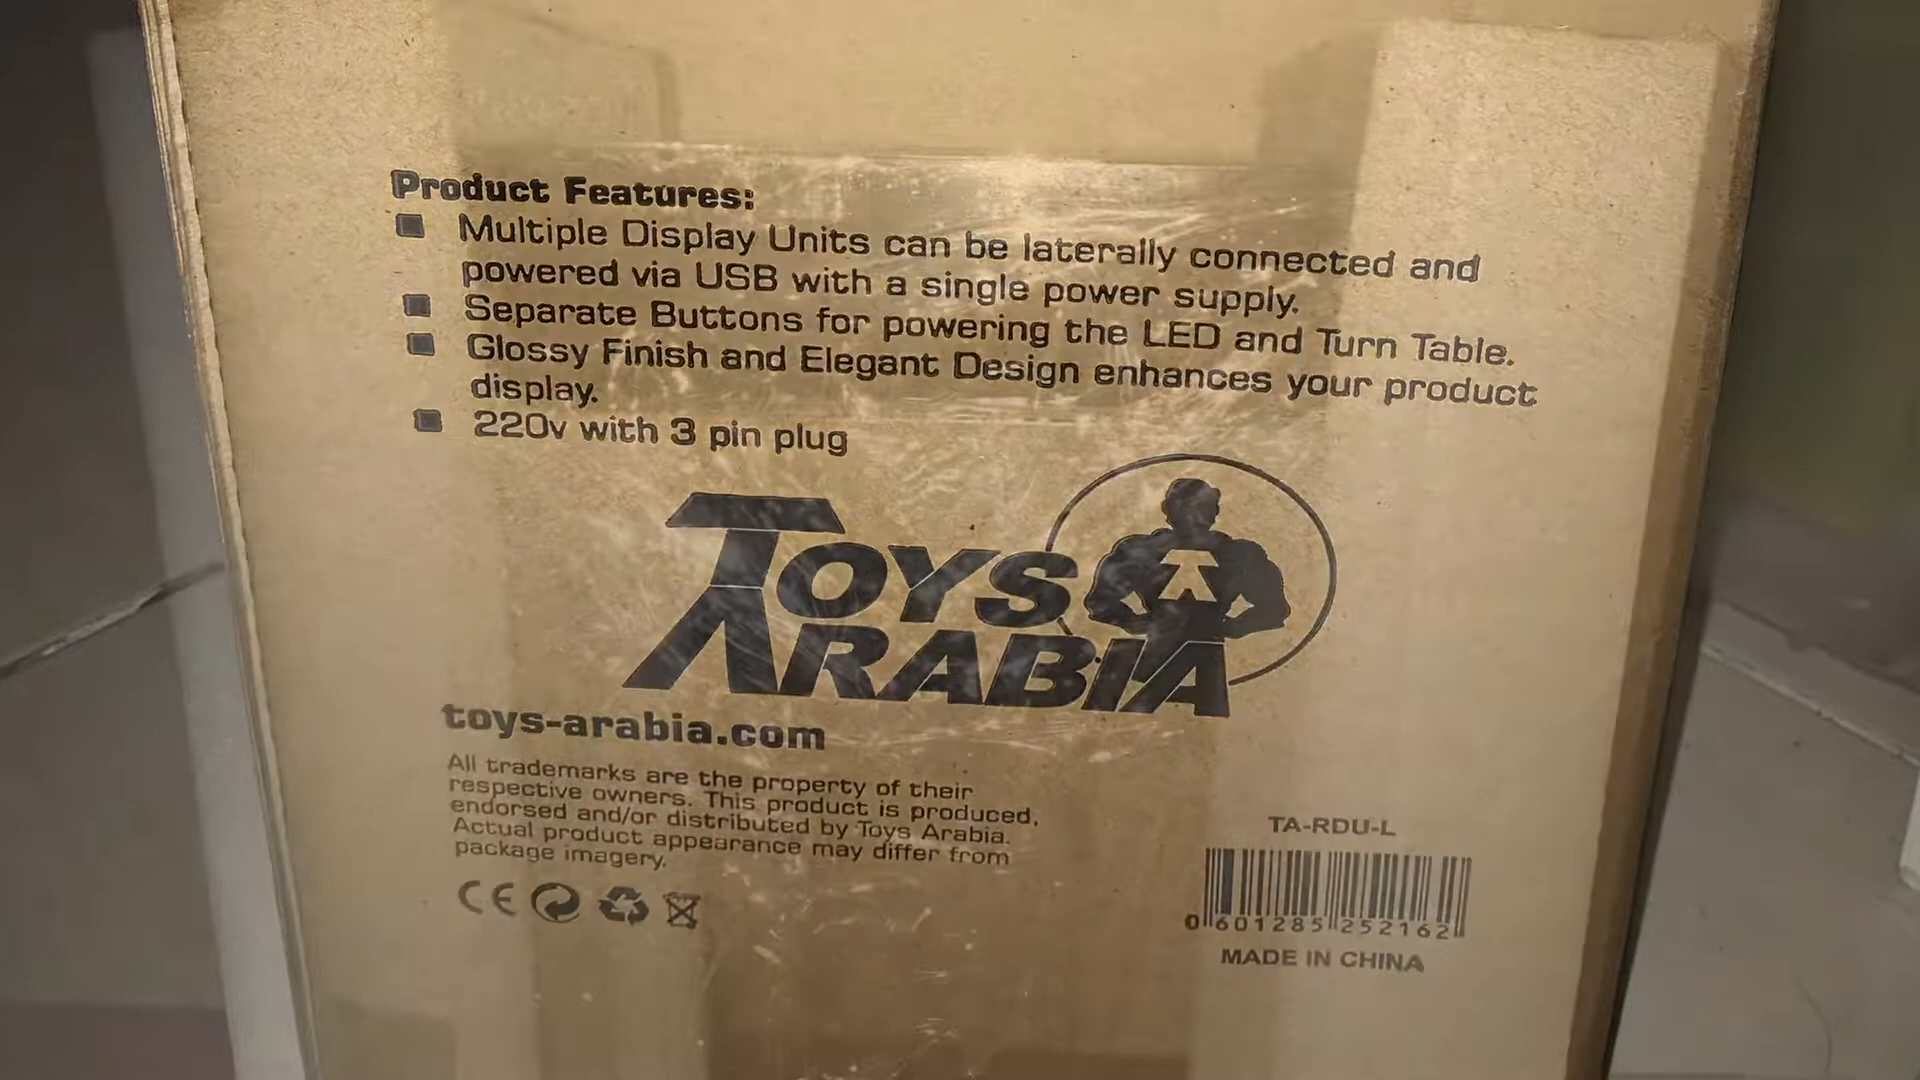 Product Features:
Multiple Display Units can be laterally connected and
powered via USB with a single power supply.
Separate Buttons for powering the LED and Turn Table.
Glossy Finish and Elegant Design enhances your product
display.
220v with 3 pin plug
TOYS
ARABIA
toys-arabia.com
All trademarks are the property of their
respective owners. This product is produced,
endorsed and/or distributed by Toys Arabia.
Actual product appearance may differ from
package imagery.
CE
TA-RDU-L
0 601285 252162
MADE IN CHINA